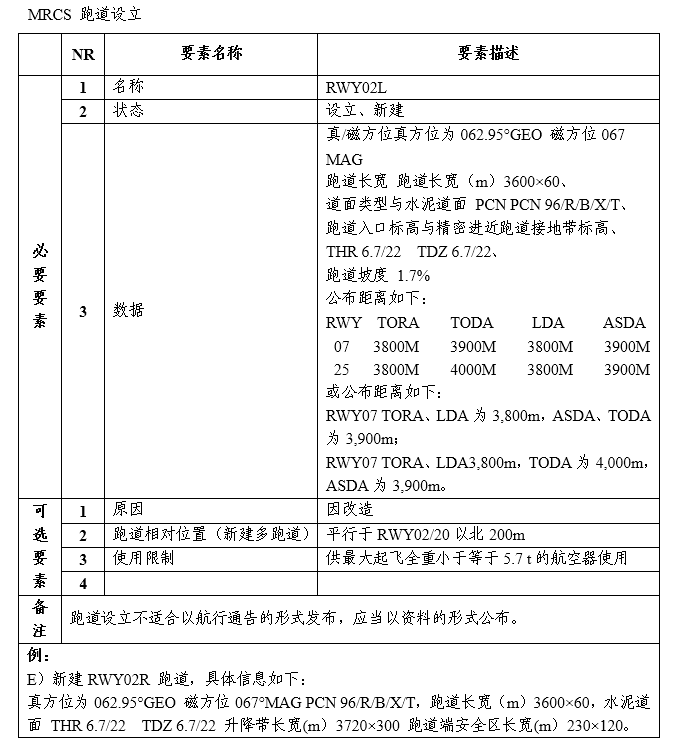 MRCS 跑道设立
NR 要素名称 要素描述
必要要素
1 名称 RWY02L
2 状态 设立、新建
3 数据
真/磁方位真方位为 062.95°GEO 磁方位 067
MAG
跑道长宽 跑道长宽（m）3600×60、
道面类型与水泥道面 PCN PCN 96/R/B/X/T、
跑道入口标高与精密进近跑道接地带标高、
THR 6.7/22 TDZ 6.7/22、
跑道坡度 1.7%
公布距离如下：
RWY TORA TODA LDA ASDA
07 3800M 3900M 3800M 3900M
25 3800M 4000M 3800M 3900M
或公布距离如下：
RWY07 TORA、LDA 为 3,800m，ASDA、TODA
为 3,900m；
RWY07 TORA、LDA3,800m，TODA 为 4,000m，
ASDA 为 3,900m。
可选要素
1 原因 因改造
2 跑道相对位置（新建多跑道） 平行于 RWY02/20 以北 200m
3 使用限制 供最大起飞全重小于等于 5.7 t 的航空器使用
4
备注
跑道设立不适合以航行通告的形式发布，应当以资料的形式公布。
例：
E）新建 RWY02R 跑道，具体信息如下：
真方位为 062.95°GEO 磁方位 067°MAG PCN 96/R/B/X/T，跑道长宽（m）3600×60，水泥道
面 THR 6.7/22 TDZ 6.7/22 升降带长宽(m）3720×300 跑道端安全区长宽(m）230×120。